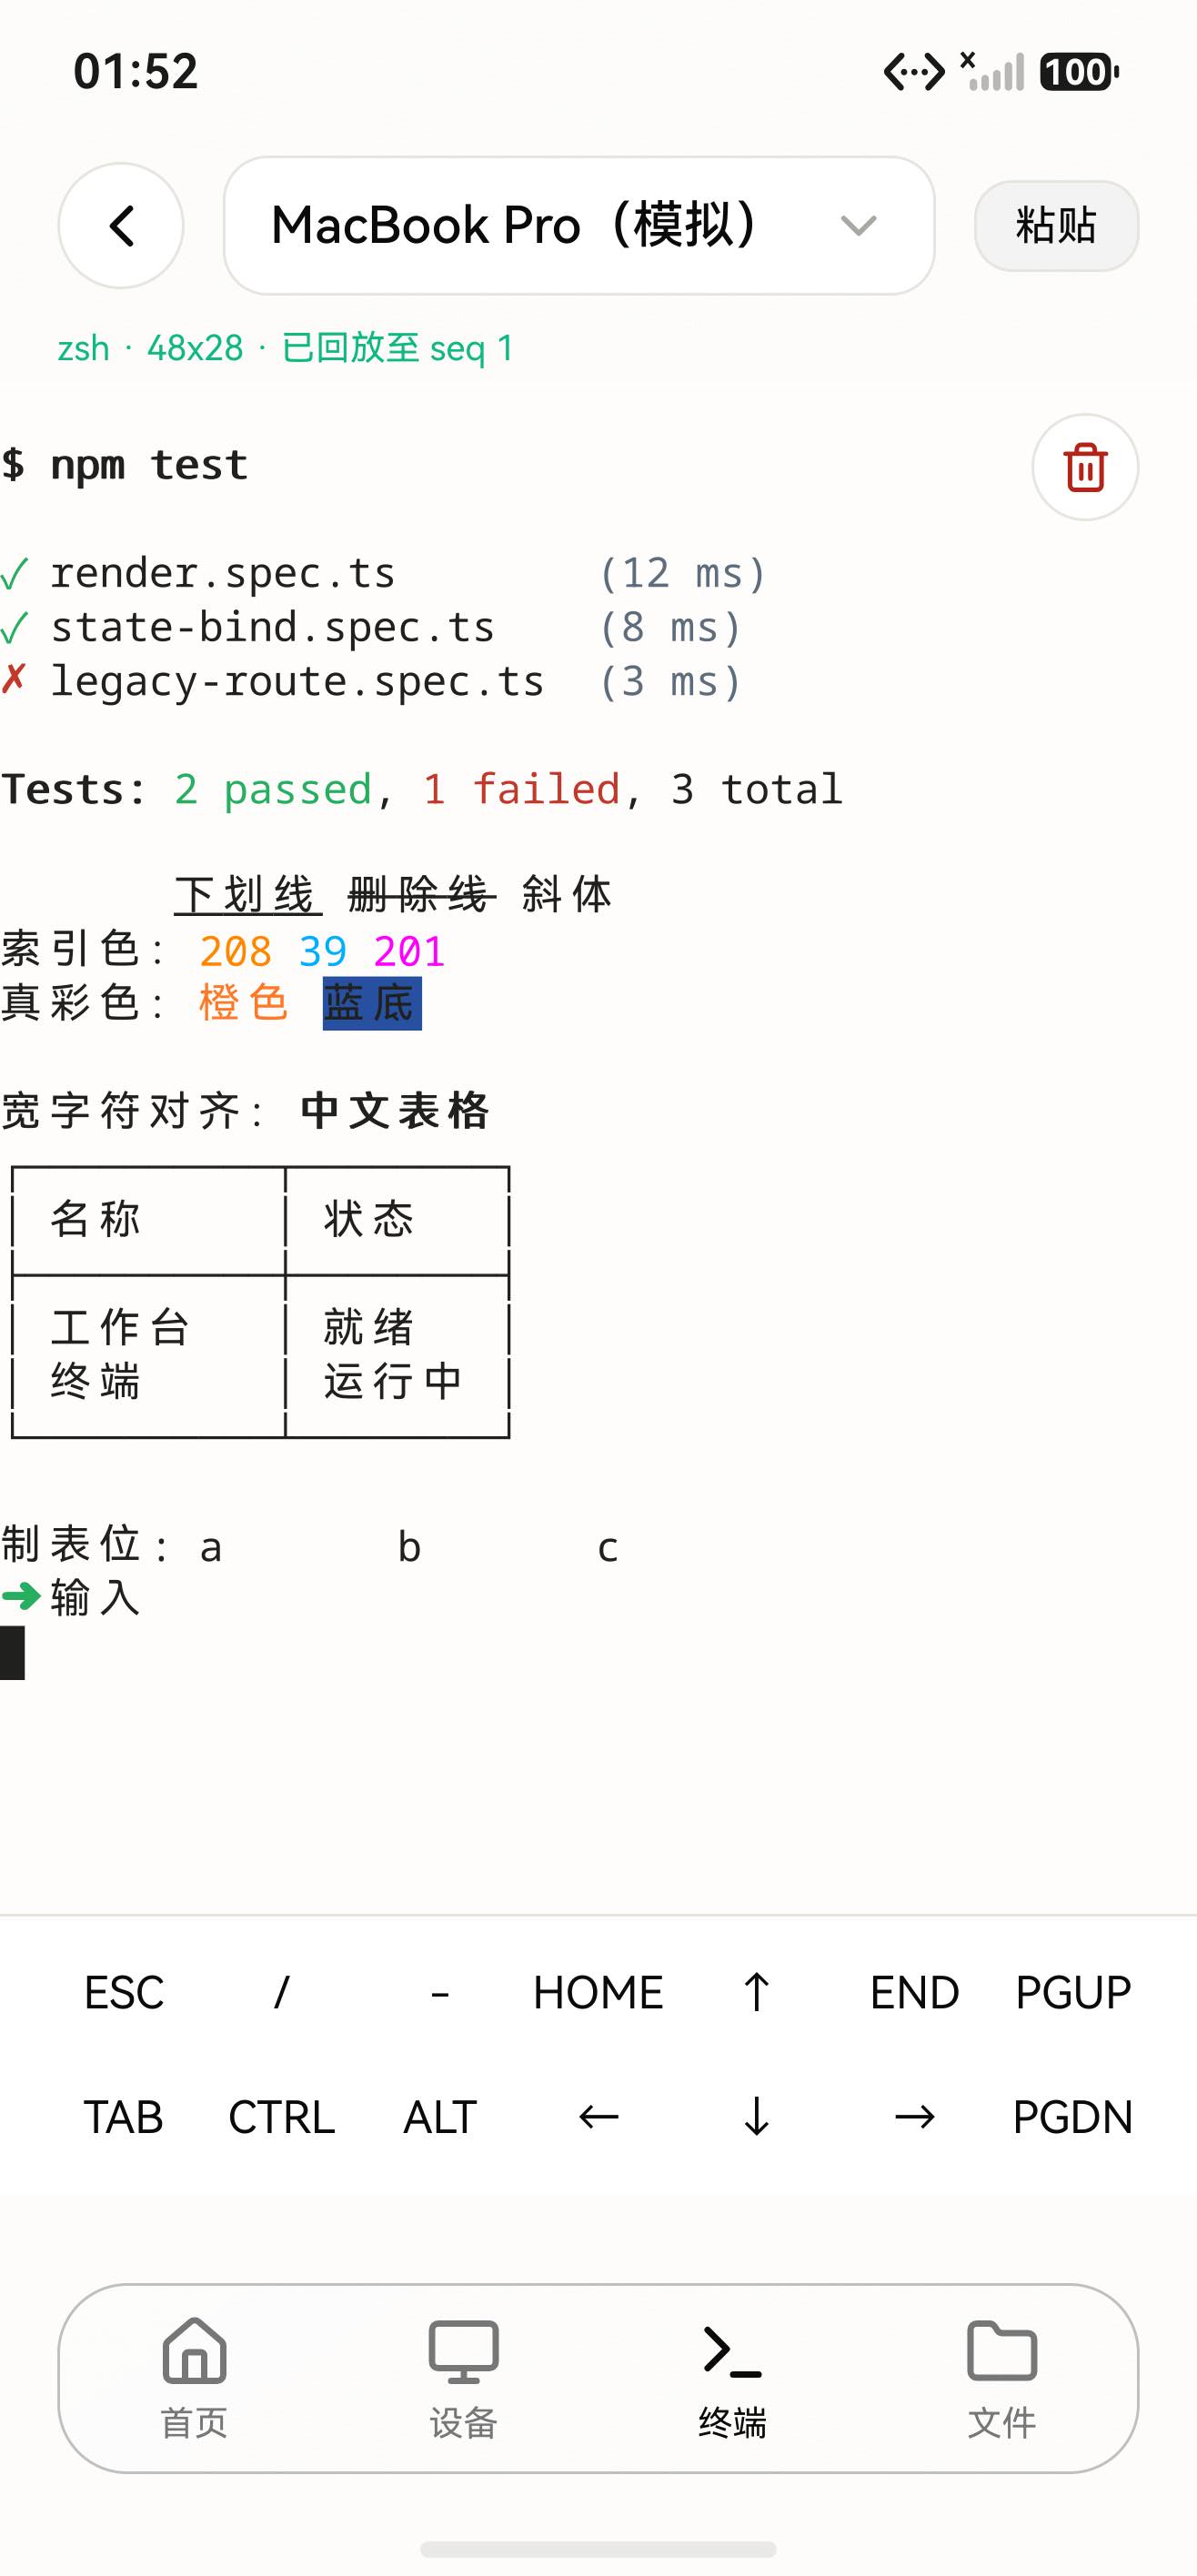 01:52
100
MacBook Pro（模拟）
粘贴
zsh · 48x28 · 已回放至 seq 1
$ npm test
✓ render.spec.ts (12 ms)
✓ state-bind.spec.ts (8 ms)
✗ legacy-route.spec.ts (3 ms)
Tests: 2 passed, 1 failed, 3 total
下划线 删除线 斜体
索引色: 208 39 201
真彩色: 橙色 蓝底
宽字符对齐: 中文表格
名称 状态
工作台 就绪
终端 运行中
制表位: a b c
➜ 输入
ESC / - HOME ↑ END PGUP
TAB CTRL ALT ← ↓ → PGDN
首页 设备 终端 文件